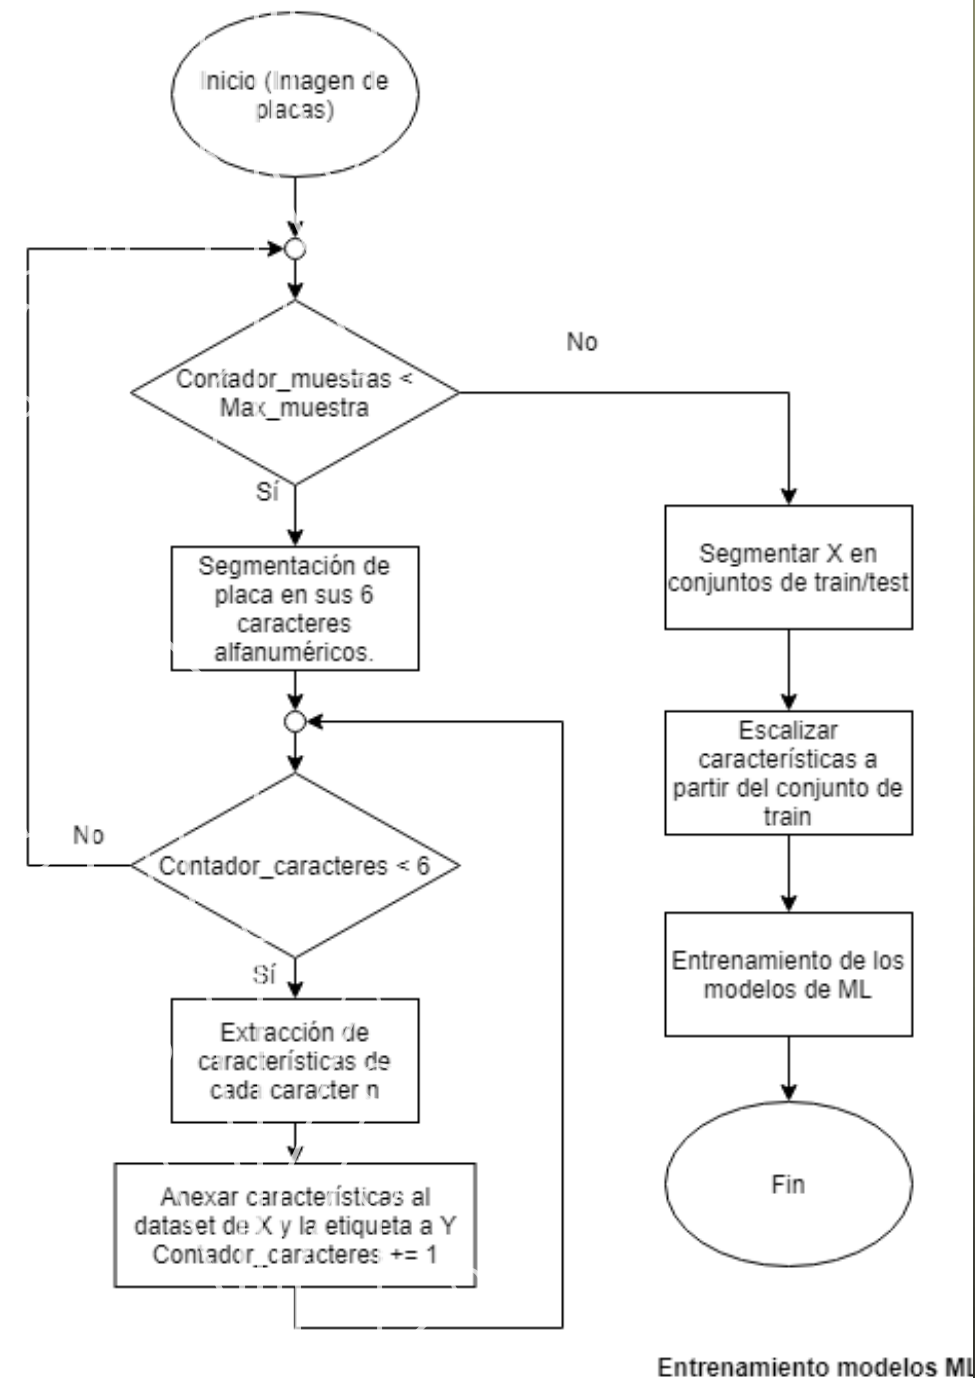 Inicio (Imagen de
placas)
Contador_muestras <
Max_muestra
No
Sí
Segmentación de
placa en sus 6
caracteres
alfanuméricos.
Contador_caracteres < 6
No
Sí
Extracción de
características de
cada caracter n
Anexar características al
dataset de X y la etiqueta a Y
Contador_caracteres += 1
Segmentar X en
conjuntos de train/test
Escalizar
características a
partir del conjunto de
train
Entrenamiento de los
modelos de ML
Fin
Entrenamiento modelos ML